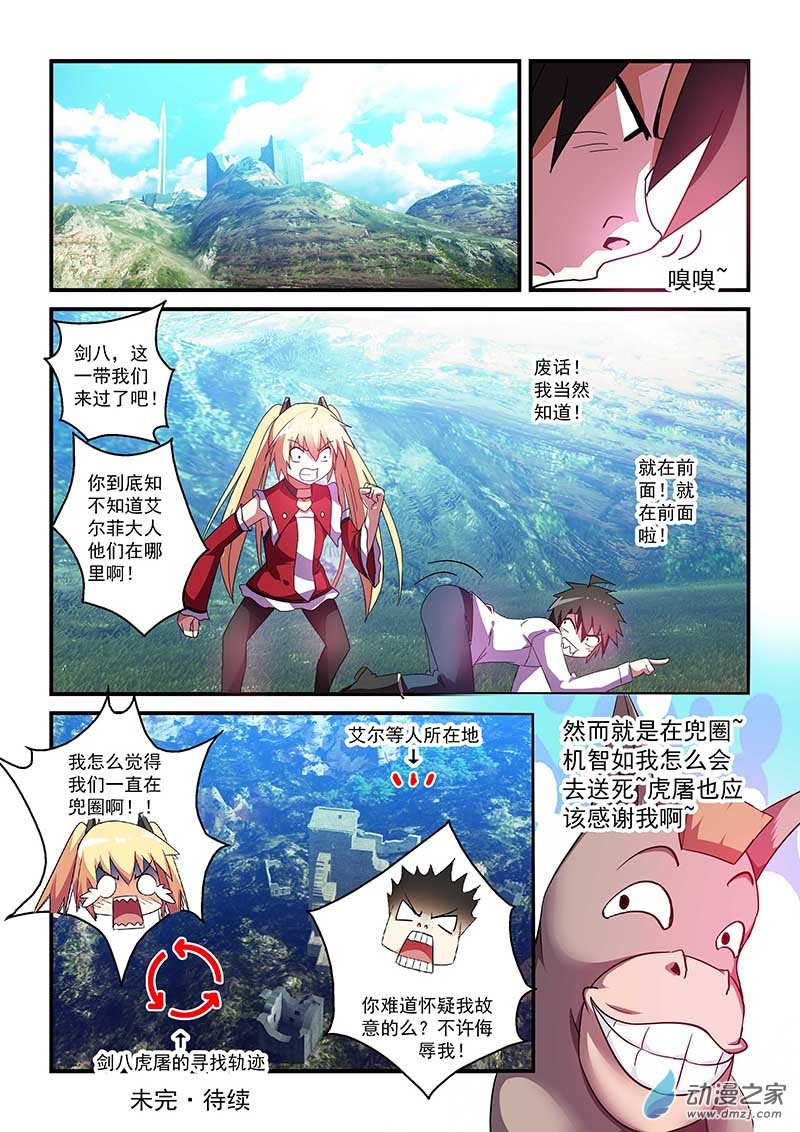 嗅嗅~
剑八，这
一带我们
来过了吧！
你到底知
不知道艾
尔菲大人
他们在哪
里啊！
废话！
我当然
知道！
就在前
面！就
在前面
啦！
我怎么觉得
我们一直在
兜圈啊！！
艾尔等人所在地
↓
你难道怀疑我故
意的么？不许侮
辱我！
↑
剑八虎屠的寻找轨迹
然而就是在兜圈~
机智如我怎么会
去送死~虎屠也应
该感谢我啊~
未完·待续
动漫之家
www.dmzj.com